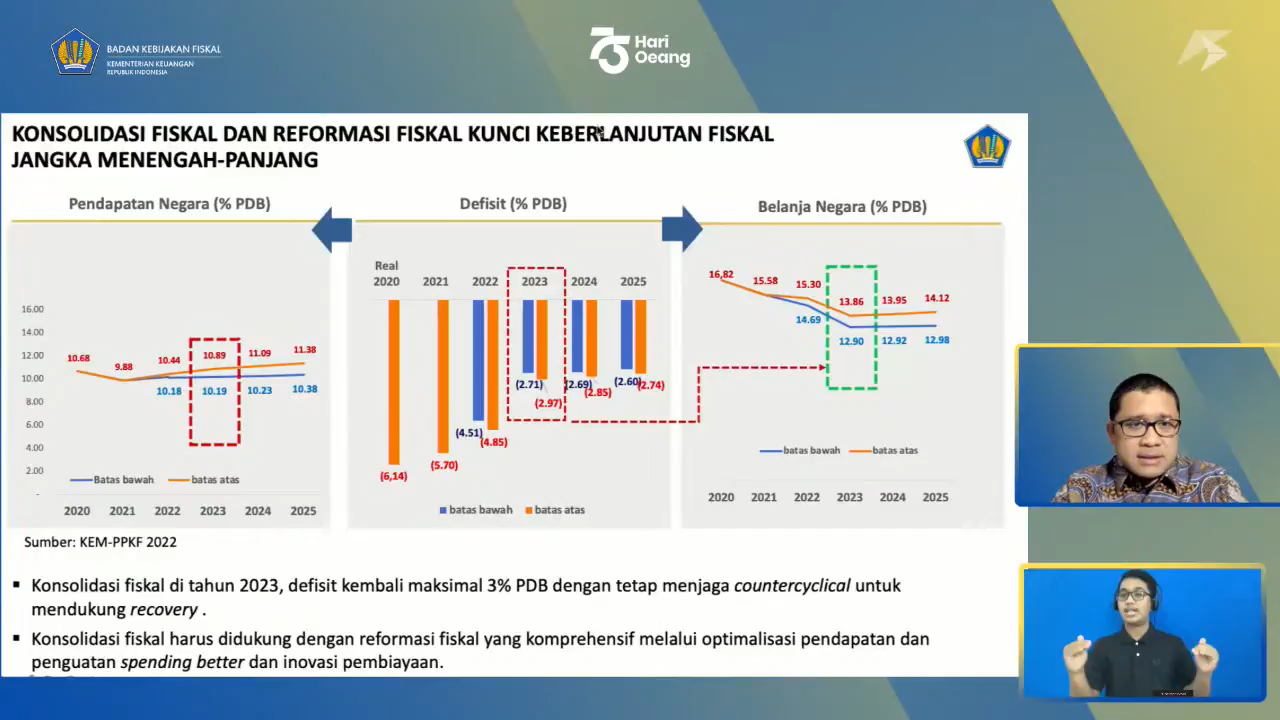 BADAN KEBIJAKAN FISKAL
KEMENTERIAN KEUANGAN
REPUBLIK INDONESIA
75 Hari
Oeang
KONSOLIDASI FISKAL DAN REFORMASI FISKAL KUNCI KEBERLANJUTAN FISKAL
JANGKA MENENGAH-PANJANG
Pendapatan Negara (% PDB)
16.00
14.00
12.00
10.00
8.00
6.00
4.00
2.00
-
10.68 9.88 10.44 10.89 11.09 11.38
10.18 10.19 10.23 10.38
Batas bawah batas atas
2020 2021 2022 2023 2024 2025
Defisit (% PDB)
Real
2020 2021 2022 2023 2024 2025
(2.71) (2.69) (2.60) (2.74)
(2.97) (2.85)
(4.51) (4.85)
(6,14) (5.70)
batas bawah batas atas
Belanja Negara (% PDB)
16,82 15.58 15.30 13.86 13.95 14.12
14.69 12.90 12.92 12.98
batas bawah batas atas
2020 2021 2022 2023 2024 2025
Sumber: KEM-PPKF 2022
▪ Konsolidasi fiskal di tahun 2023, defisit kembali maksimal 3% PDB dengan tetap menjaga countercyclical untuk
mendukung recovery .
▪ Konsolidasi fiskal harus didukung dengan reformasi fiskal yang komprehensif melalui optimalisasi pendapatan dan
penguatan spending better dan inovasi pembiayaan.